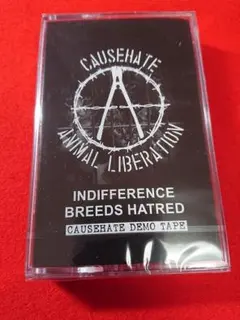 CAUSEHATE
ANIMAL LIBERATION
INDIFFERENCE
BREEDS HATRED
CAUSEHATE DEMO TAPE